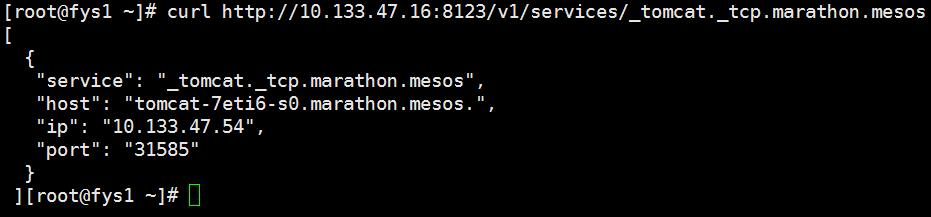 [root@fys1 ~]# curl http://10.133.47.16:8123/v1/services/_tomcat._tcp.marathon.mesos
[
  {
   "service": "_tomcat._tcp.marathon.mesos",
   "host": "tomcat-7eti6-s0.marathon.mesos.",
   "ip": "10.133.47.54",
   "port": "31585"
  }
 ][root@fys1 ~]#